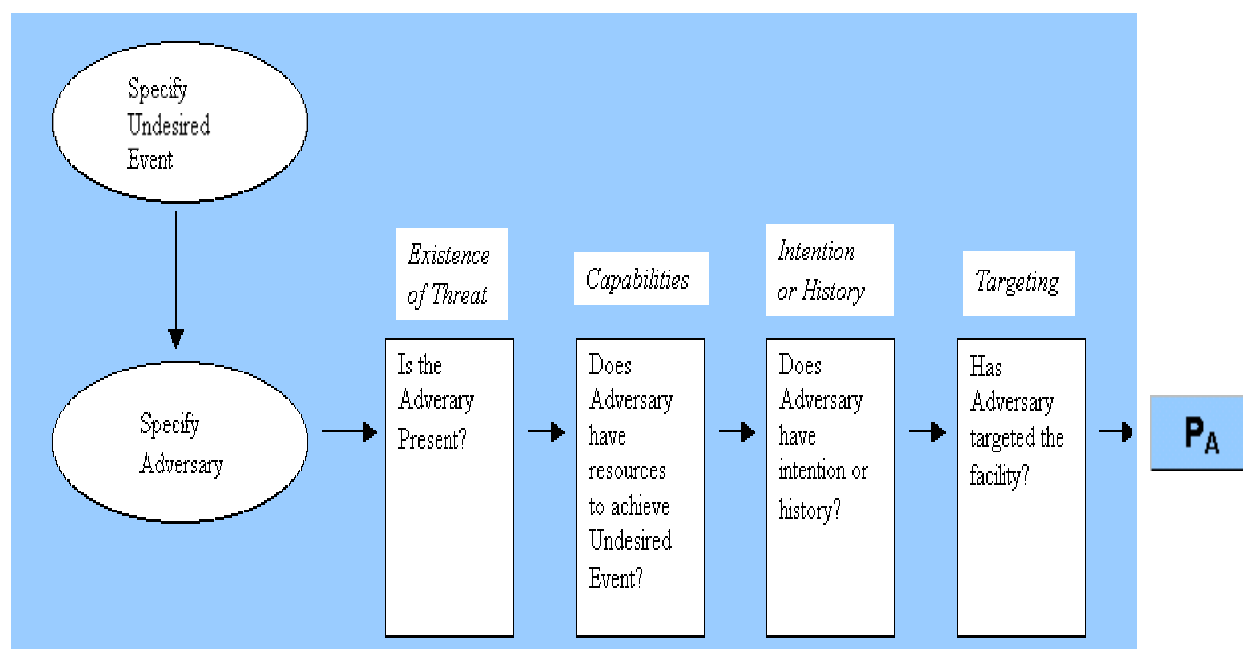 Specify
Undesired
Event
Specify
Adversary
Existence
of Threat
Is the
Adverary
Present?
Capabilities
Does
Adversary
have
resources
to achieve
Undesired
Event?
Intention
or History
Does
Adversary
have
intention or
history?
Targeting
Has
Adversary
targeted the
facility?
PA